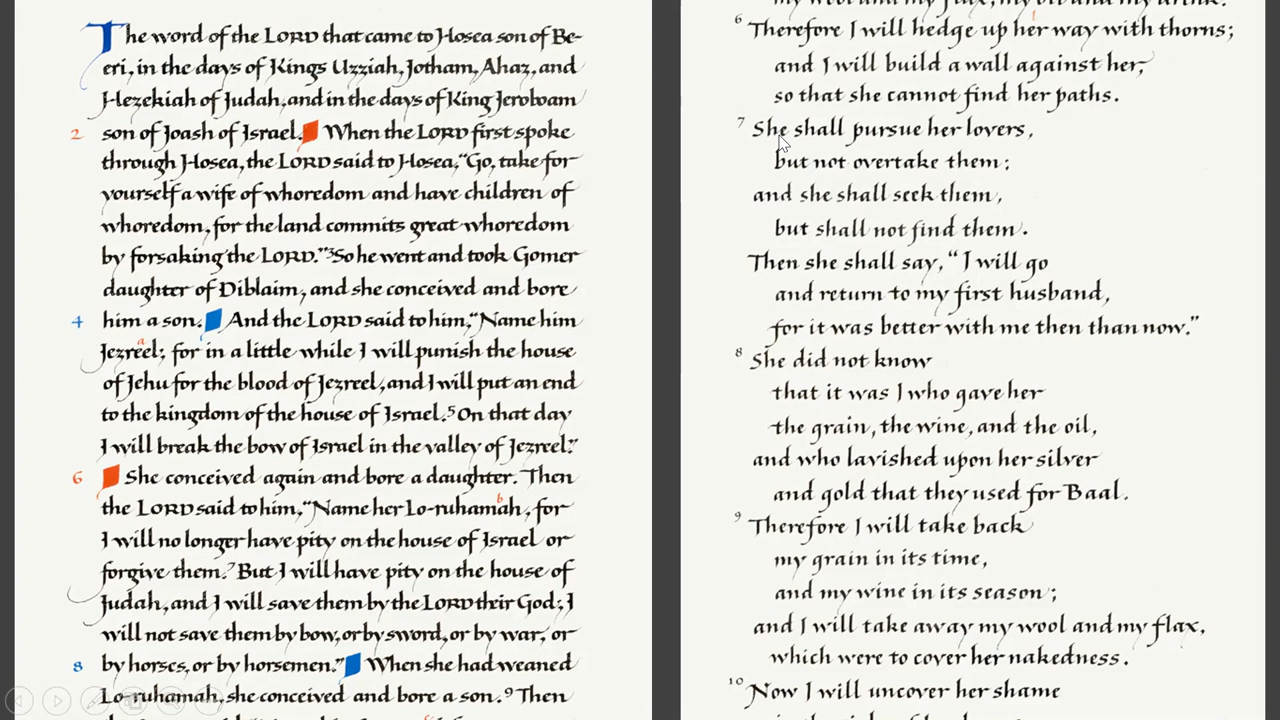 The word of the LORD that came to Hosea son of Be-
eri, in the days of Kings Uzziah, Jotham, Ahaz, and
Hezekiah of Judah, and in the days of King Jeroboam
2 son of Joash of Israel. When the LORD first spoke
through Hosea, the LORD said to Hosea, “Go, take for
yourself a wife of whoredom and have children of
whoredom, for the land commits great whoredom
by forsaking the LORD.” 3 So he went and took Gomer
daughter of Diblaim, and she conceived and bore
4 him a son. And the LORD said to him, “Name him
Jezreel; a for in a little while I will punish the house
of Jehu for the blood of Jezreel, and I will put an end
to the kingdom of the house of Israel. 5 On that day
I will break the bow of Israel in the valley of Jezreel.”
6 She conceived again and bore a daughter. Then
the LORD said to him, “Name her Lo-ruhamah, b for
I will no longer have pity on the house of Israel or
forgive them. 7 But I will have pity on the house of
Judah, and I will save them by the LORD their God; I
will not save them by bow, or by sword, or by war, or
8 by horses, or by horsemen.” When she had weaned
Lo-ruhamah, she conceived and bore a son. 9 Then
6 Therefore I will hedge up her way with thorns;
and I will build a wall against her,
so that she cannot find her paths.
7 She shall pursue her lovers,
but not overtake them;
and she shall seek them,
but shall not find them.
Then she shall say, “I will go
and return to my first husband,
for it was better with me then than now.”
8 She did not know
that it was I who gave her
the grain, the wine, and the oil,
and who lavished upon her silver
and gold that they used for Baal.
9 Therefore I will take back
my grain in its time,
and my wine in its season;
and I will take away my wool and my flax,
which were to cover her nakedness.
10 Now I will uncover her shame